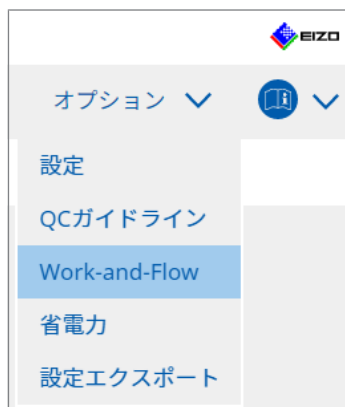 EIZO
オプション
設定
QCガイドライン
Work-and-Flow
省電力
設定エクスポート